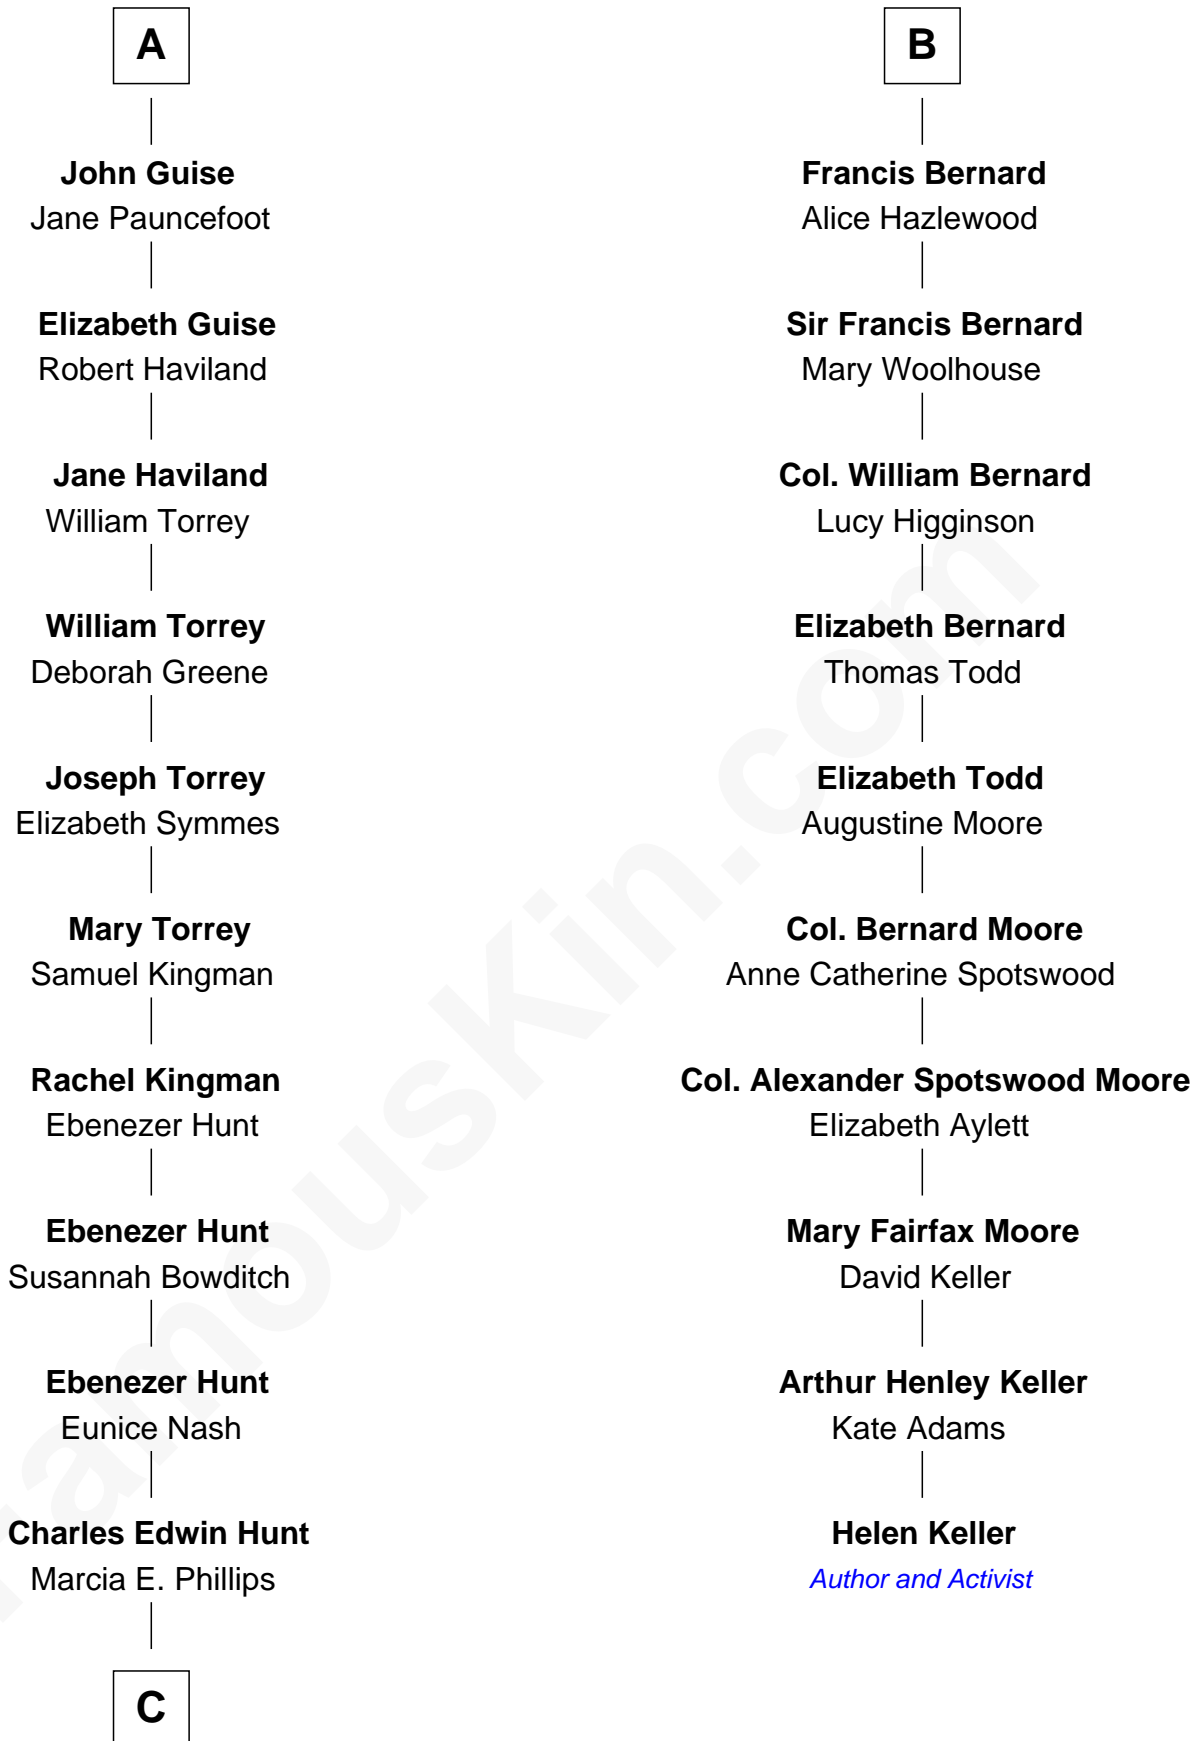 A
John Guise
Jane Pauncefoot
Elizabeth Guise
Robert Haviland
Jane Haviland
William Torrey
William Torrey
Deborah Greene
Joseph Torrey
Elizabeth Symmes
Mary Torrey
Samuel Kingman
Rachel Kingman
Ebenezer Hunt
Ebenezer Hunt
Susannah Bowditch
Ebenezer Hunt
Eunice Nash
Charles Edwin Hunt
Marcia E. Phillips
C
B
Francis Bernard
Alice Hazlewood
Sir Francis Bernard
Mary Woolhouse
Col. William Bernard
Lucy Higginson
Elizabeth Bernard
Thomas Todd
Elizabeth Todd
Augustine Moore
Col. Bernard Moore
Anne Catherine Spotswood
Col. Alexander Spotswood Moore
Elizabeth Aylett
Mary Fairfax Moore
David Keller
Arthur Henley Keller
Kate Adams
Helen Keller
Author and Activist
FamousKin.com